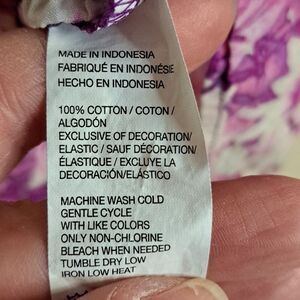 MADE IN INDONESIA
FABRIQUÉ EN INDONÉSIE
HECHO EN INDONESIA
100% COTTON / COTON /
ALGODÓN
EXCLUSIVE OF DECORATION/
ELASTIC / SAUF DÉCORATION/
ÉLASTIQUE / EXCLUYE LA
DECORACIÓN/ELÁSTICO
MACHINE WASH COLD
GENTLE CYCLE
WITH LIKE COLORS
ONLY NON-CHLORINE
BLEACH WHEN NEEDED
TUMBLE DRY LOW
IRON LOW HEAT